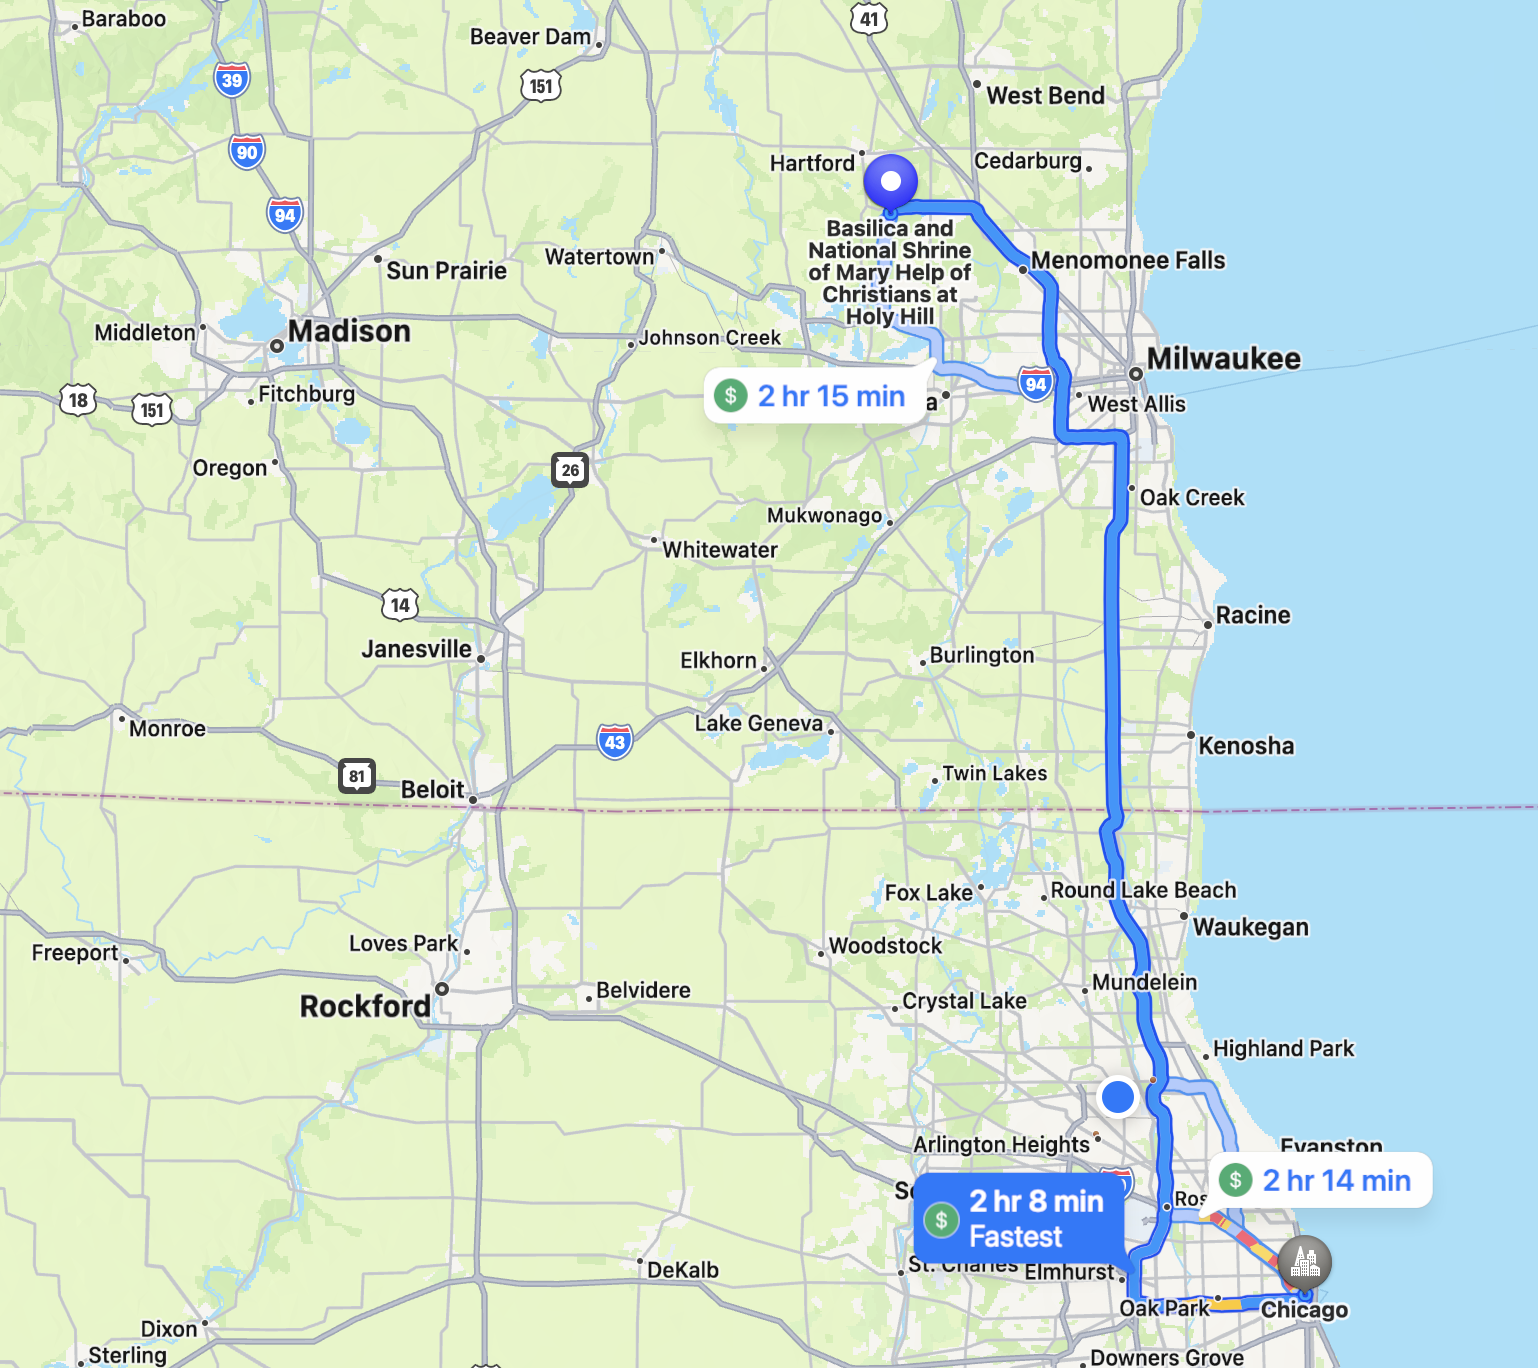 41
Baraboo
Beaver Dam
39
151
West Bend
90
Hartford
Cedarburg
94
Basilica and
National Shrine
of Mary Help of
Christians at
Holy Hill
Watertown
Menomonee Falls
Sun Prairie
Middleton
Madison
Johnson Creek
Milwaukee
94
$ 2 hr 15 min
a
Fitchburg
18
151
West Allis
Oregon
26
Oak Creek
Mukwonago
Whitewater
14
Racine
Janesville
Elkhorn
Burlington
Monroe
Lake Geneva
43
Kenosha
81
Twin Lakes
Beloit
Fox Lake
Round Lake Beach
Waukegan
Loves Park
Woodstock
Freeport
Mundelein
Rockford
Belvidere
Crystal Lake
Highland Park
Arlington Heights
Evanston
$ 2 hr 14 min
Ros
$ 2 hr 8 min
Fastest
St. Charles
Elmhurst
DeKalb
Oak Park
Chicago
Dixon
Sterling
Downers Grove